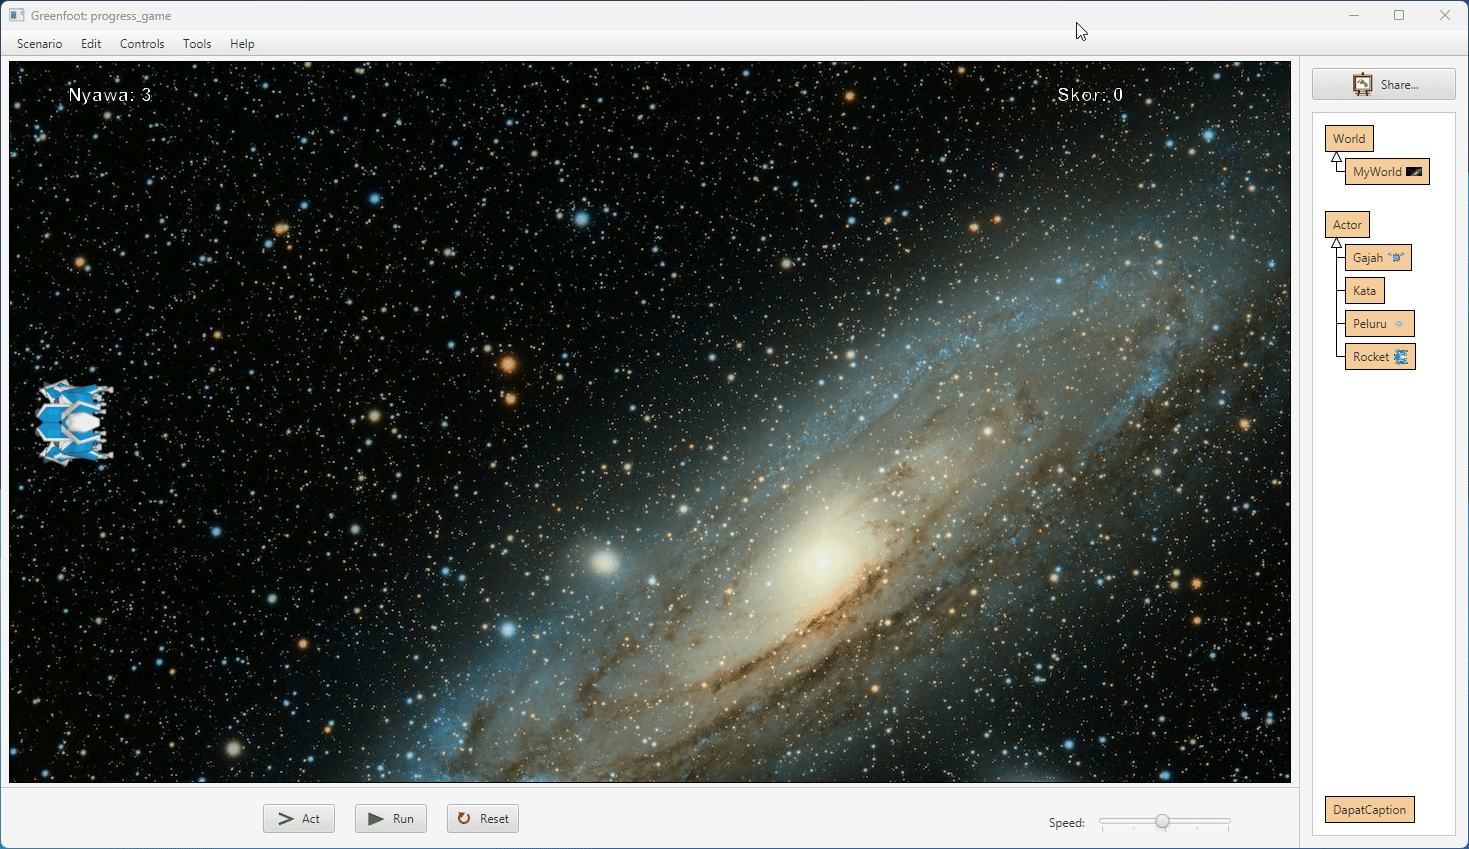 Greenfoot: progress_game
Scenario Edit Controls Tools Help
Nyawa: 3
Skor: 0
Share...
World
MyWorld
Actor
Gajah
Kata
Peluru
Rocket
DapatCaption
Act
Run
Reset
Speed: